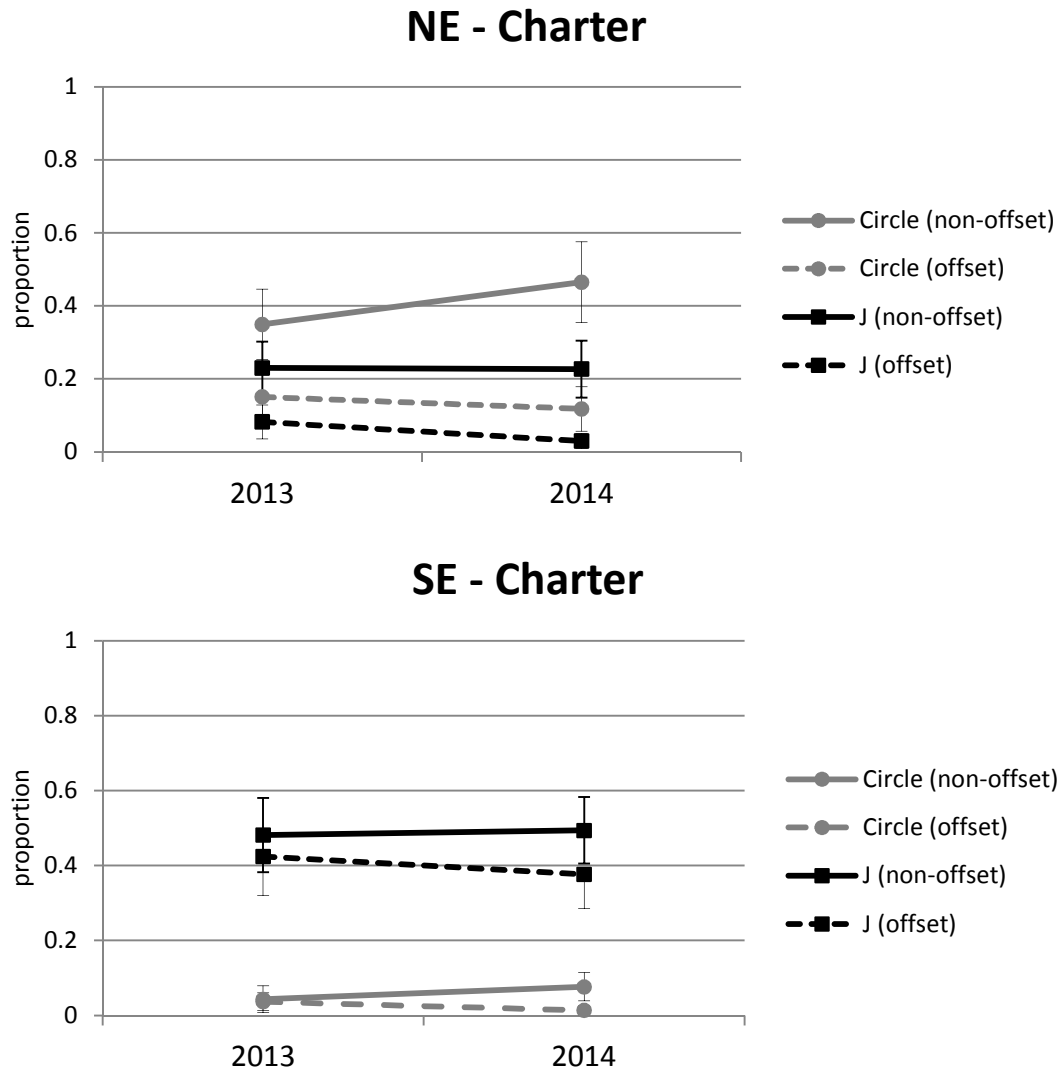 NE - Charter
1
0.8
0.6
0.4
0.2
0
proportion
2013
2014
Circle (non-offset)
Circle (offset)
J (non-offset)
J (offset)
SE - Charter
1
0.8
0.6
0.4
0.2
0
proportion
2013
2014
Circle (non-offset)
Circle (offset)
J (non-offset)
J (offset)